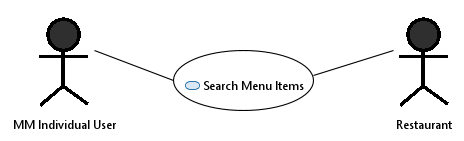 Search Menu Items
MM Individual User
Restaurant